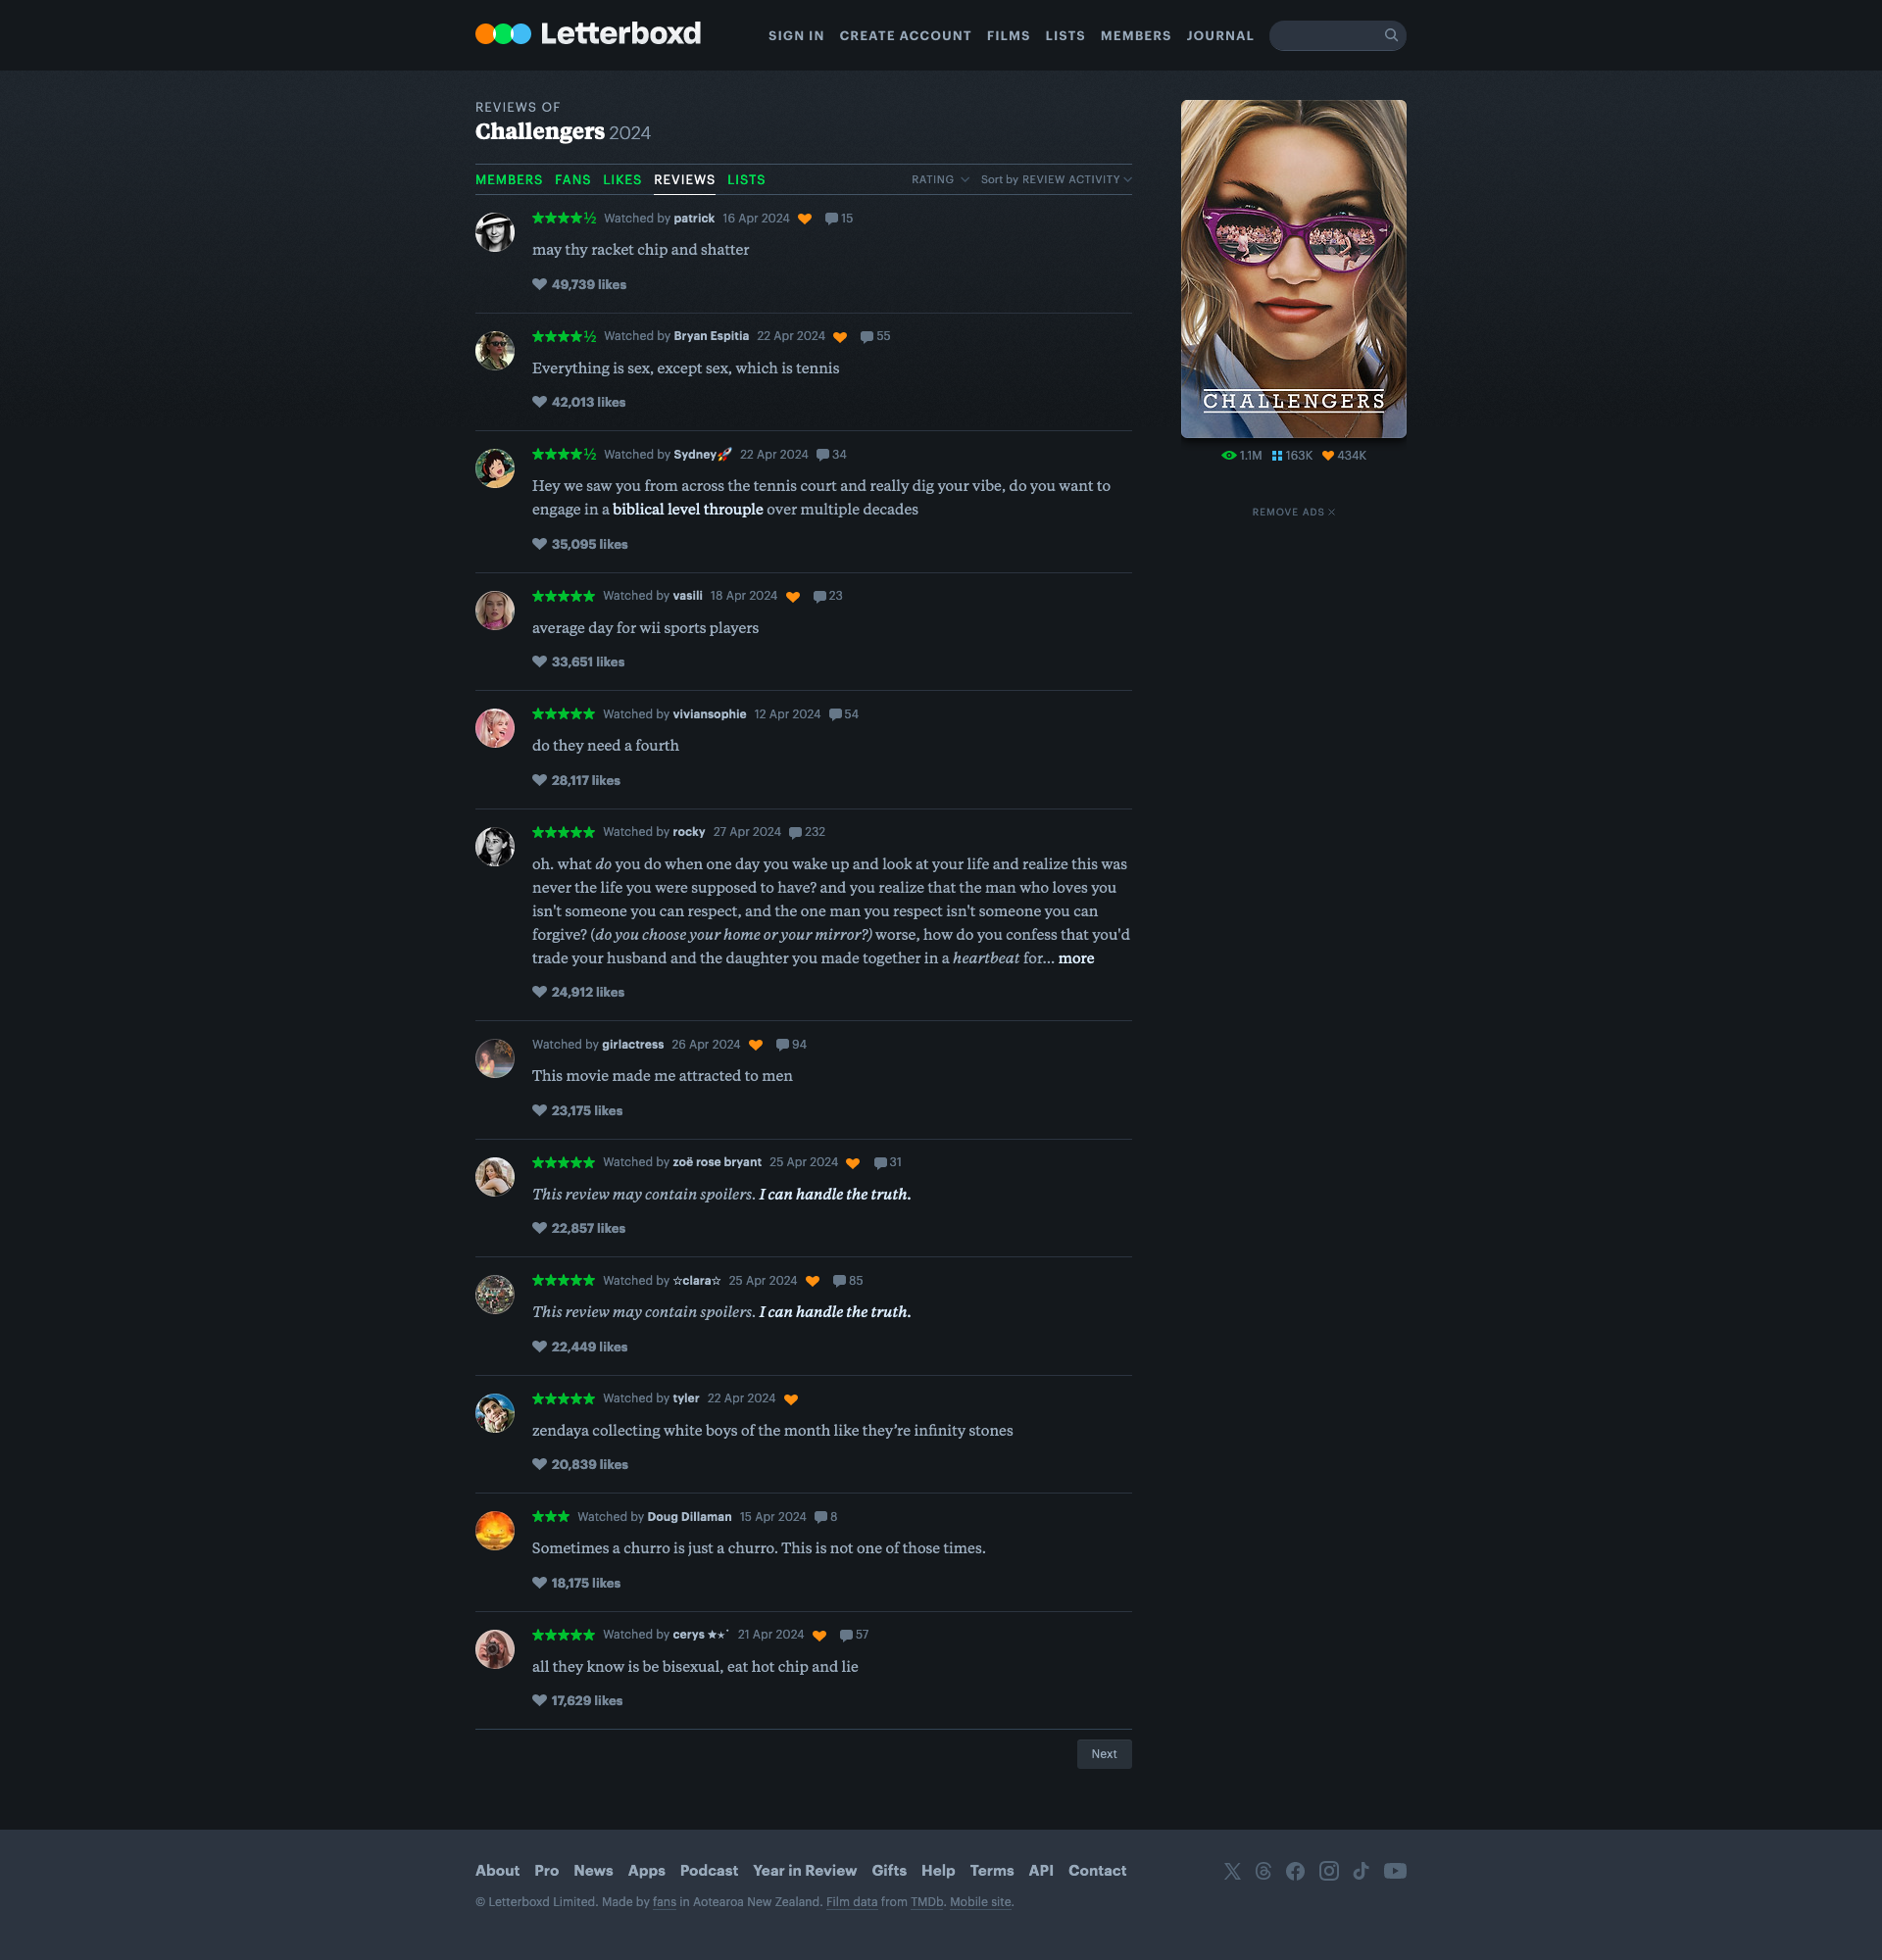 Letterboxd
SIGN IN CREATE ACCOUNT FILMS LISTS MEMBERS JOURNAL
REVIEWS OF
Challengers 2024
MEMBERS FANS LIKES REVIEWS LISTS
RATING Sort by REVIEW ACTIVITY
★★★★½ Watched by patrick 16 Apr 2024 15
may thy racket chip and shatter
49,739 likes
★★★★½ Watched by Bryan Espitia 22 Apr 2024 55
Everything is sex, except sex, which is tennis
42,013 likes
★★★★½ Watched by Sydney🚀 22 Apr 2024 34
Hey we saw you from across the tennis court and really dig your vibe, do you want to
engage in a biblical level throuple over multiple decades
35,095 likes
★★★★★ Watched by vasili 18 Apr 2024 23
average day for wii sports players
33,651 likes
★★★★★ Watched by viviansophie 12 Apr 2024 54
do they need a fourth
28,117 likes
★★★★★ Watched by rocky 27 Apr 2024 232
oh. what do you do when one day you wake up and look at your life and realize this was
never the life you were supposed to have? and you realize that the man who loves you
isn't someone you can respect, and the one man you respect isn't someone you can
forgive? (do you choose your home or your mirror?) worse, how do you confess that you'd
trade your husband and the daughter you made together in a heartbeat for... more
24,912 likes
Watched by girlactress 26 Apr 2024 94
This movie made me attracted to men
23,175 likes
★★★★★ Watched by zoë rose bryant 25 Apr 2024 31
This review may contain spoilers. I can handle the truth.
22,857 likes
★★★★★ Watched by ☆clara☆ 25 Apr 2024 85
This review may contain spoilers. I can handle the truth.
22,449 likes
★★★★★ Watched by tyler 22 Apr 2024
zendaya collecting white boys of the month like they’re infinity stones
20,839 likes
★★★ Watched by Doug Dillaman 15 Apr 2024 8
Sometimes a churro is just a churro. This is not one of those times.
18,175 likes
★★★★★ Watched by cerys ★⋆˙ 21 Apr 2024 57
all they know is be bisexual, eat hot chip and lie
17,629 likes
Next
CHALLENGERS
1.1M 163K 434K
REMOVE ADS ×
About Pro News Apps Podcast Year in Review Gifts Help Terms API Contact
© Letterboxd Limited. Made by fans in Aotearoa New Zealand. Film data from TMDb. Mobile site.